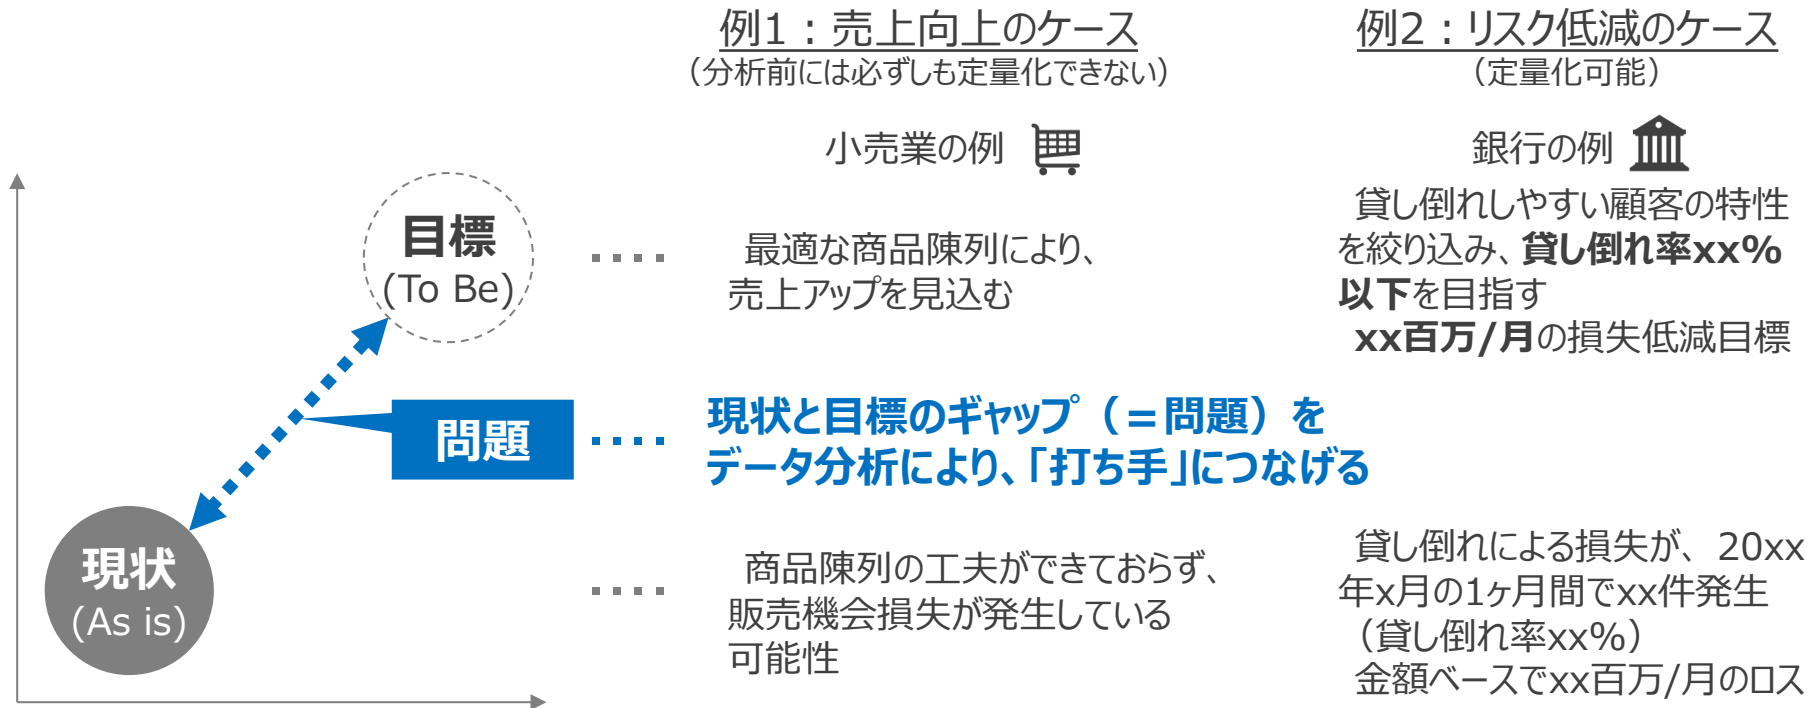 例1：売上向上のケース
（分析前には必ずしも定量化できない）
小売業の例
例2：リスク低減のケース
（定量化可能）
銀行の例
目標
(To Be)
最適な商品陳列により、
売上アップを見込む
貸し倒れしやすい顧客の特性
を絞り込み、貸し倒れ率xx%
以下を目指す
xx百万/月の損失低減目標
問題
現状と目標のギャップ（＝問題）を
データ分析により、「打ち手」につなげる
現状
(As is)
商品陳列の工夫ができておらず、
販売機会損失が発生している
可能性
貸し倒れによる損失が、20xx
年x月の1ヶ月間でxx件発生
（貸し倒れ率xx%）
金額ベースでxx百万/月のロス